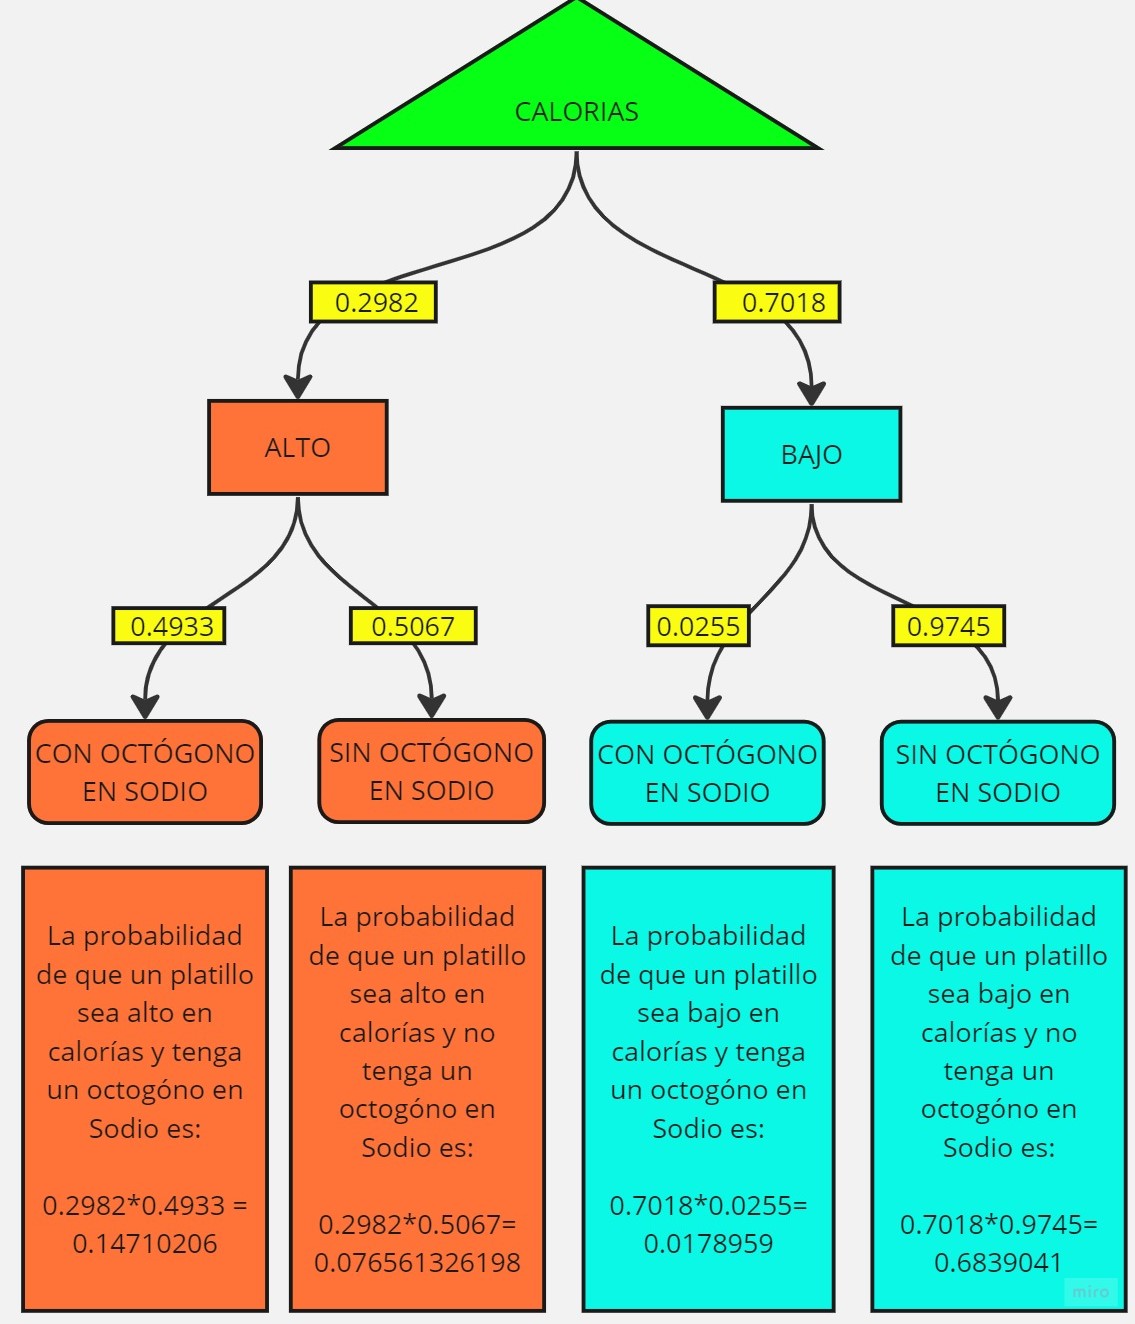 CALORIAS
0.2982
0.7018
ALTO
BAJO
0.4933
0.5067
0.0255
0.9745
CON OCTÓGONO
EN SODIO
SIN OCTÓGONO
EN SODIO
CON OCTÓGONO
EN SODIO
SIN OCTÓGONO
EN SODIO
La probabilidad
de que un platillo
sea alto en
calorías y tenga
un octogóno en
Sodio es:
0.2982*0.4933 =
0.14710206
La probabilidad
de que un platillo
sea alto en
calorías y no
tenga un
octogóno en
Sodio es:
0.2982*0.5067=
0.076561326198
La probabilidad
de que un platillo
sea bajo en
calorías y tenga
un octogóno en
Sodio es:
0.7018*0.0255=
0.0178959
La probabilidad
de que un platillo
sea bajo en
calorías y no
tenga un
octogóno en
Sodio es:
0.7018*0.9745=
0.6839041
miro